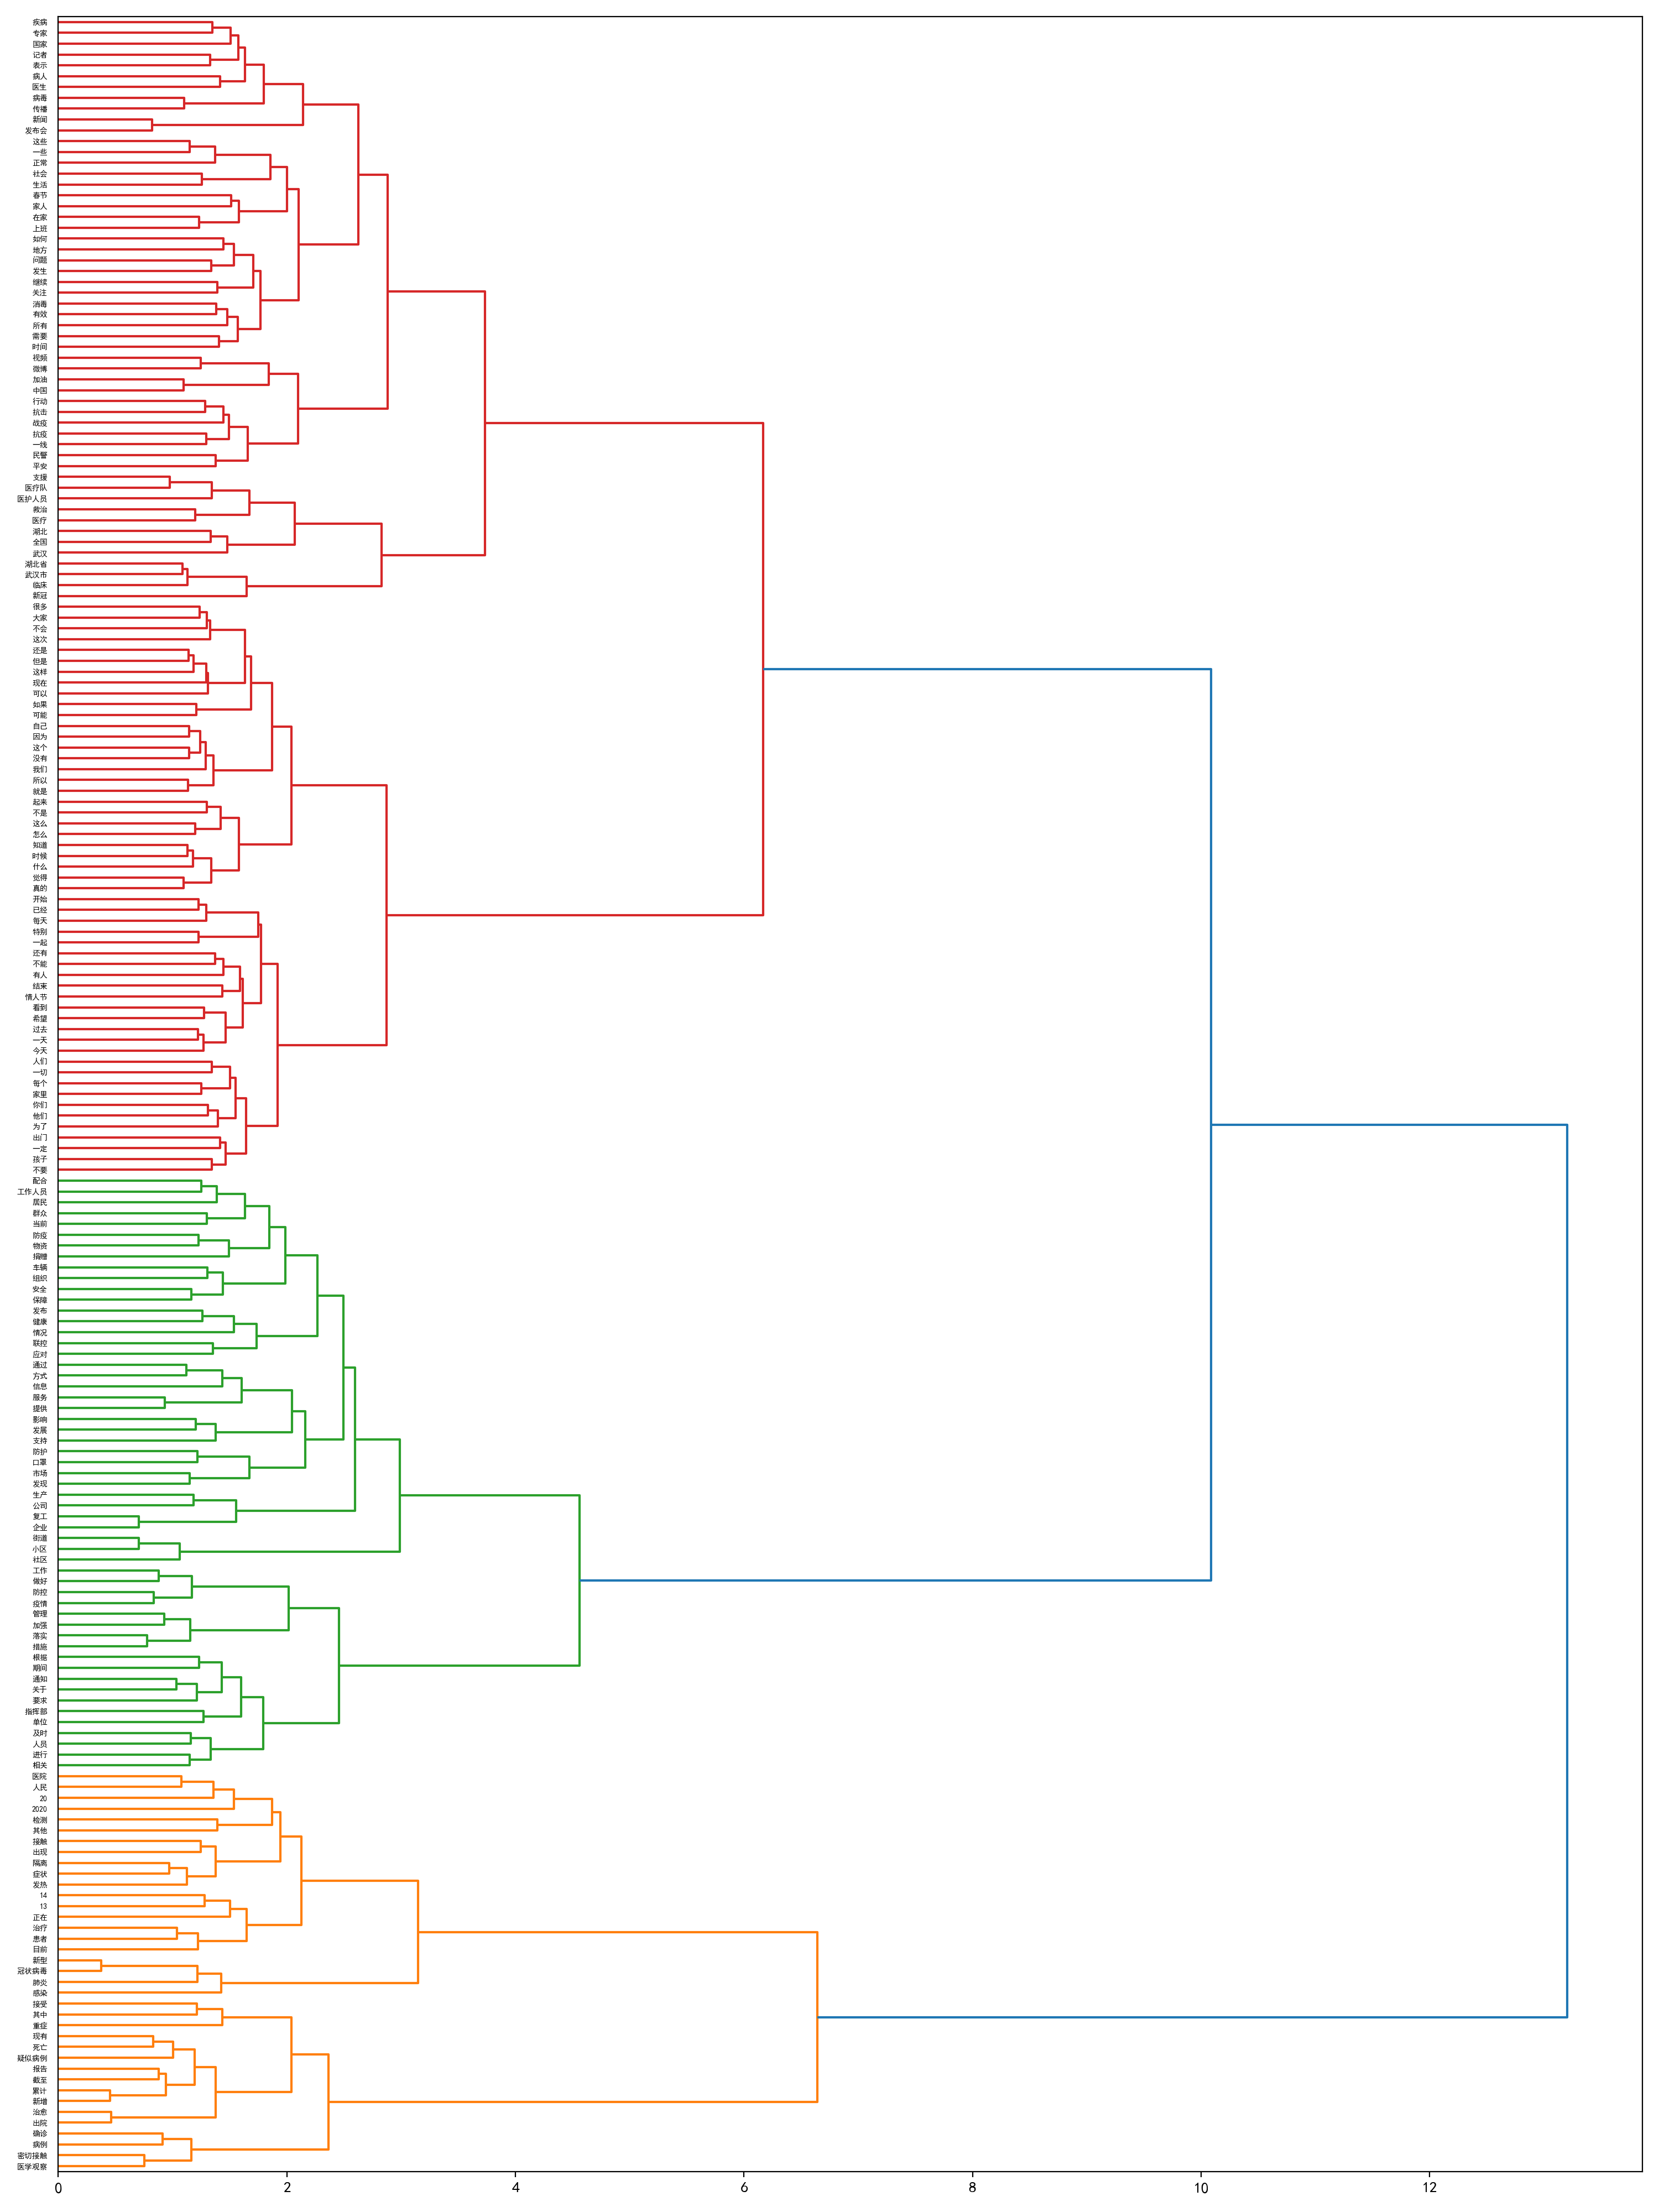 疾病
专家
国家
记者
表示
病人
医生
病毒
传播
新闻
发布会
这些
一些
正常
社会
生活
春节
家人
在家
上班
如何
地方
问题
发生
继续
关注
消毒
有效
所有
需要
时间
视频
微博
加油
中国
行动
抗击
战疫
抗疫
一线
民警
平安
支援
医疗队
医护人员
救治
医疗
湖北
全国
武汉
湖北省
武汉市
临床
新冠
很多
大家
不会
这次
还是
但是
这样
现在
可以
如果
可能
自己
因为
这个
没有
我们
所以
就是
起来
不是
这么
怎么
知道
时候
什么
觉得
真的
开始
已经
每天
特别
一起
还有
不能
有人
结束
情人节
看到
希望
过去
一天
今天
人们
一切
每个
家里
你们
他们
为了
出门
一定
孩子
不要
配合
工作人员
居民
群众
当前
防疫
物资
捐赠
车辆
组织
安全
保障
发布
健康
情况
联控
应对
通过
方式
信息
服务
提供
影响
发展
支持
防护
口罩
市场
发现
生产
公司
复工
企业
街道
小区
社区
工作
做好
防控
疫情
管理
加强
落实
措施
根据
期间
通知
关于
要求
指挥部
单位
及时
人员
进行
相关
医院
人民
20
2020
检测
其他
接触
出现
隔离
症状
发热
14
13
正在
治疗
患者
目前
新型
冠状病毒
肺炎
感染
接受
其中
重症
现有
死亡
疑似病例
报告
截至
累计
新增
治愈
出院
确诊
病例
密切接触
医学观察
0 2 4 6 8 10 12